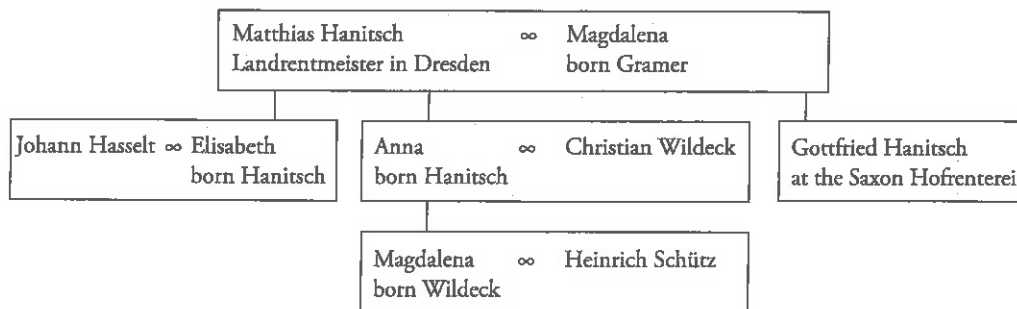 Matthias Hanitsch ∞ Magdalena
Landrentmeister in Dresden born Gramer
Johann Hasselt ∞ Elisabeth
born Hanitsch
Anna ∞ Christian Wildeck
born Hanitsch
Gottfried Hanitsch
at the Saxon Hofrenterei
Magdalena ∞ Heinrich Schütz
born Wildeck